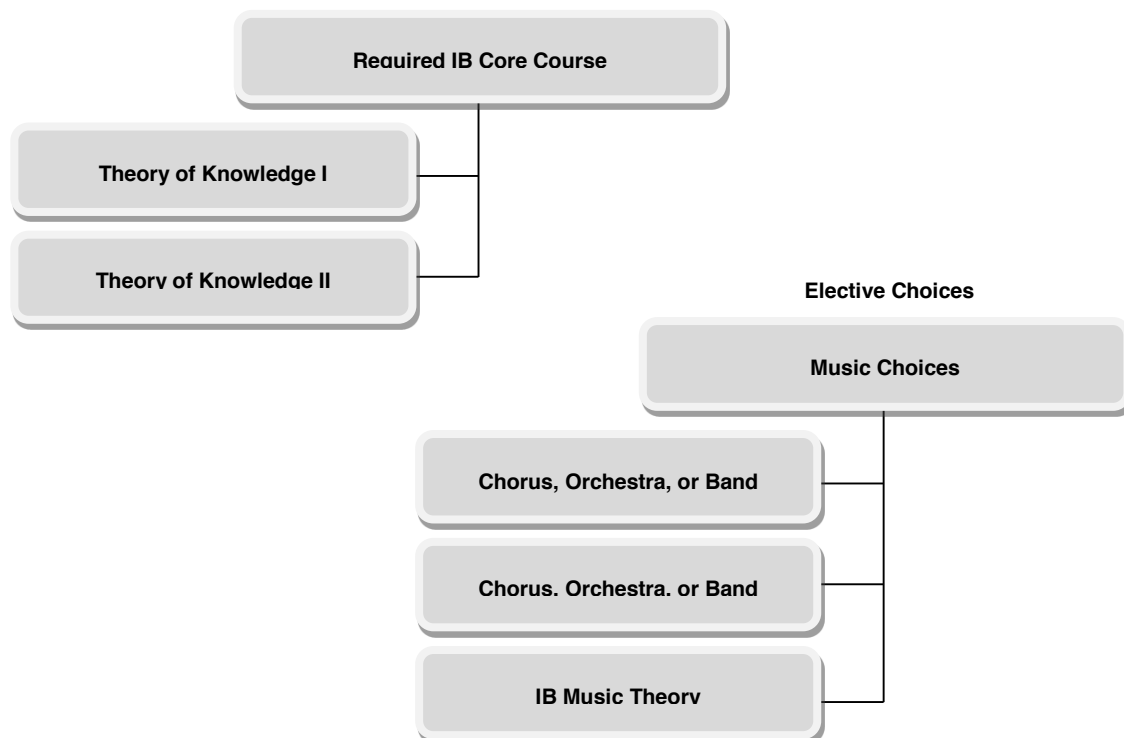 Required IB Core Course
Theory of Knowledge I
Theory of Knowledge II
Elective Choices
Music Choices
Chorus, Orchestra, or Band
Chorus, Orchestra, or Band
IB Music Theory